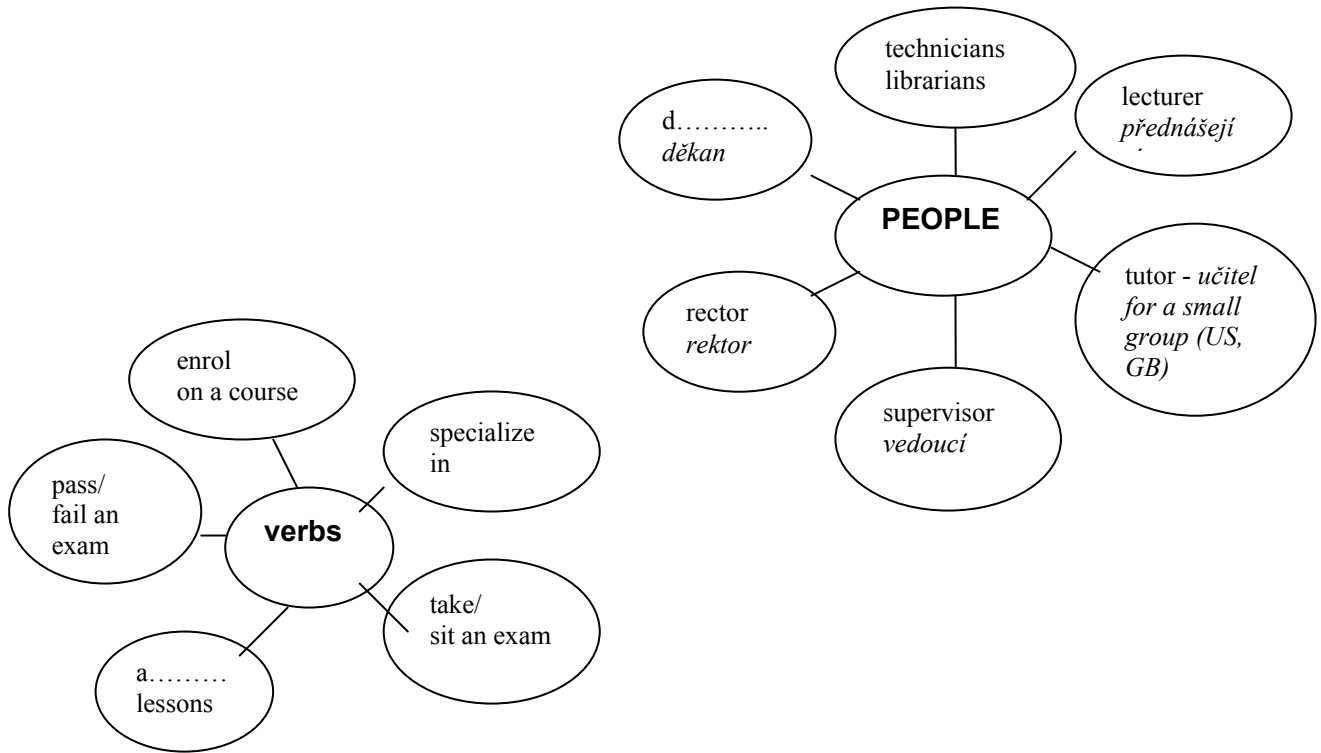 technicians
librarians
lecturer
přednášejí
d………..
děkan
PEOPLE
tutor - učitel
for a small
group (US,
GB)
rector
rektor
supervisor
vedoucí
enrol
on a course
specialize
in
pass/
fail an
exam
verbs
take/
sit an exam
a………
lessons